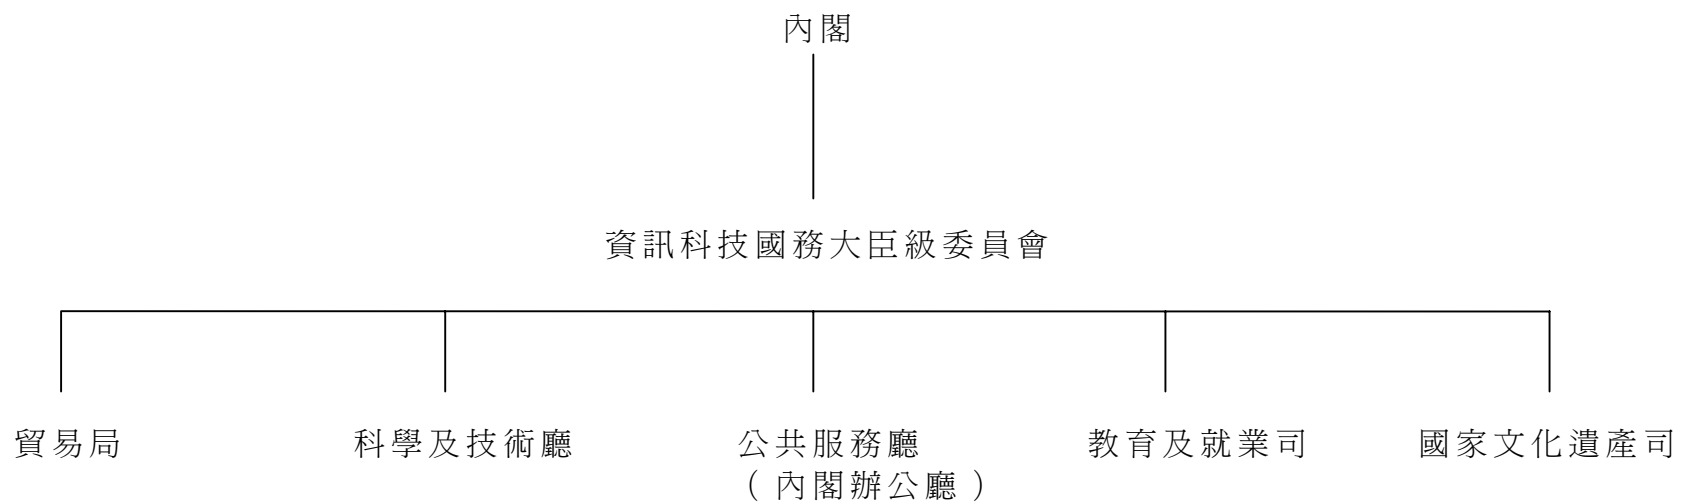 內閣
資訊科技國務大臣級委員會
貿易局
科學及技術廳
公共服務廳
（內閣辦公廳）
教育及就業司
國家文化遺產司